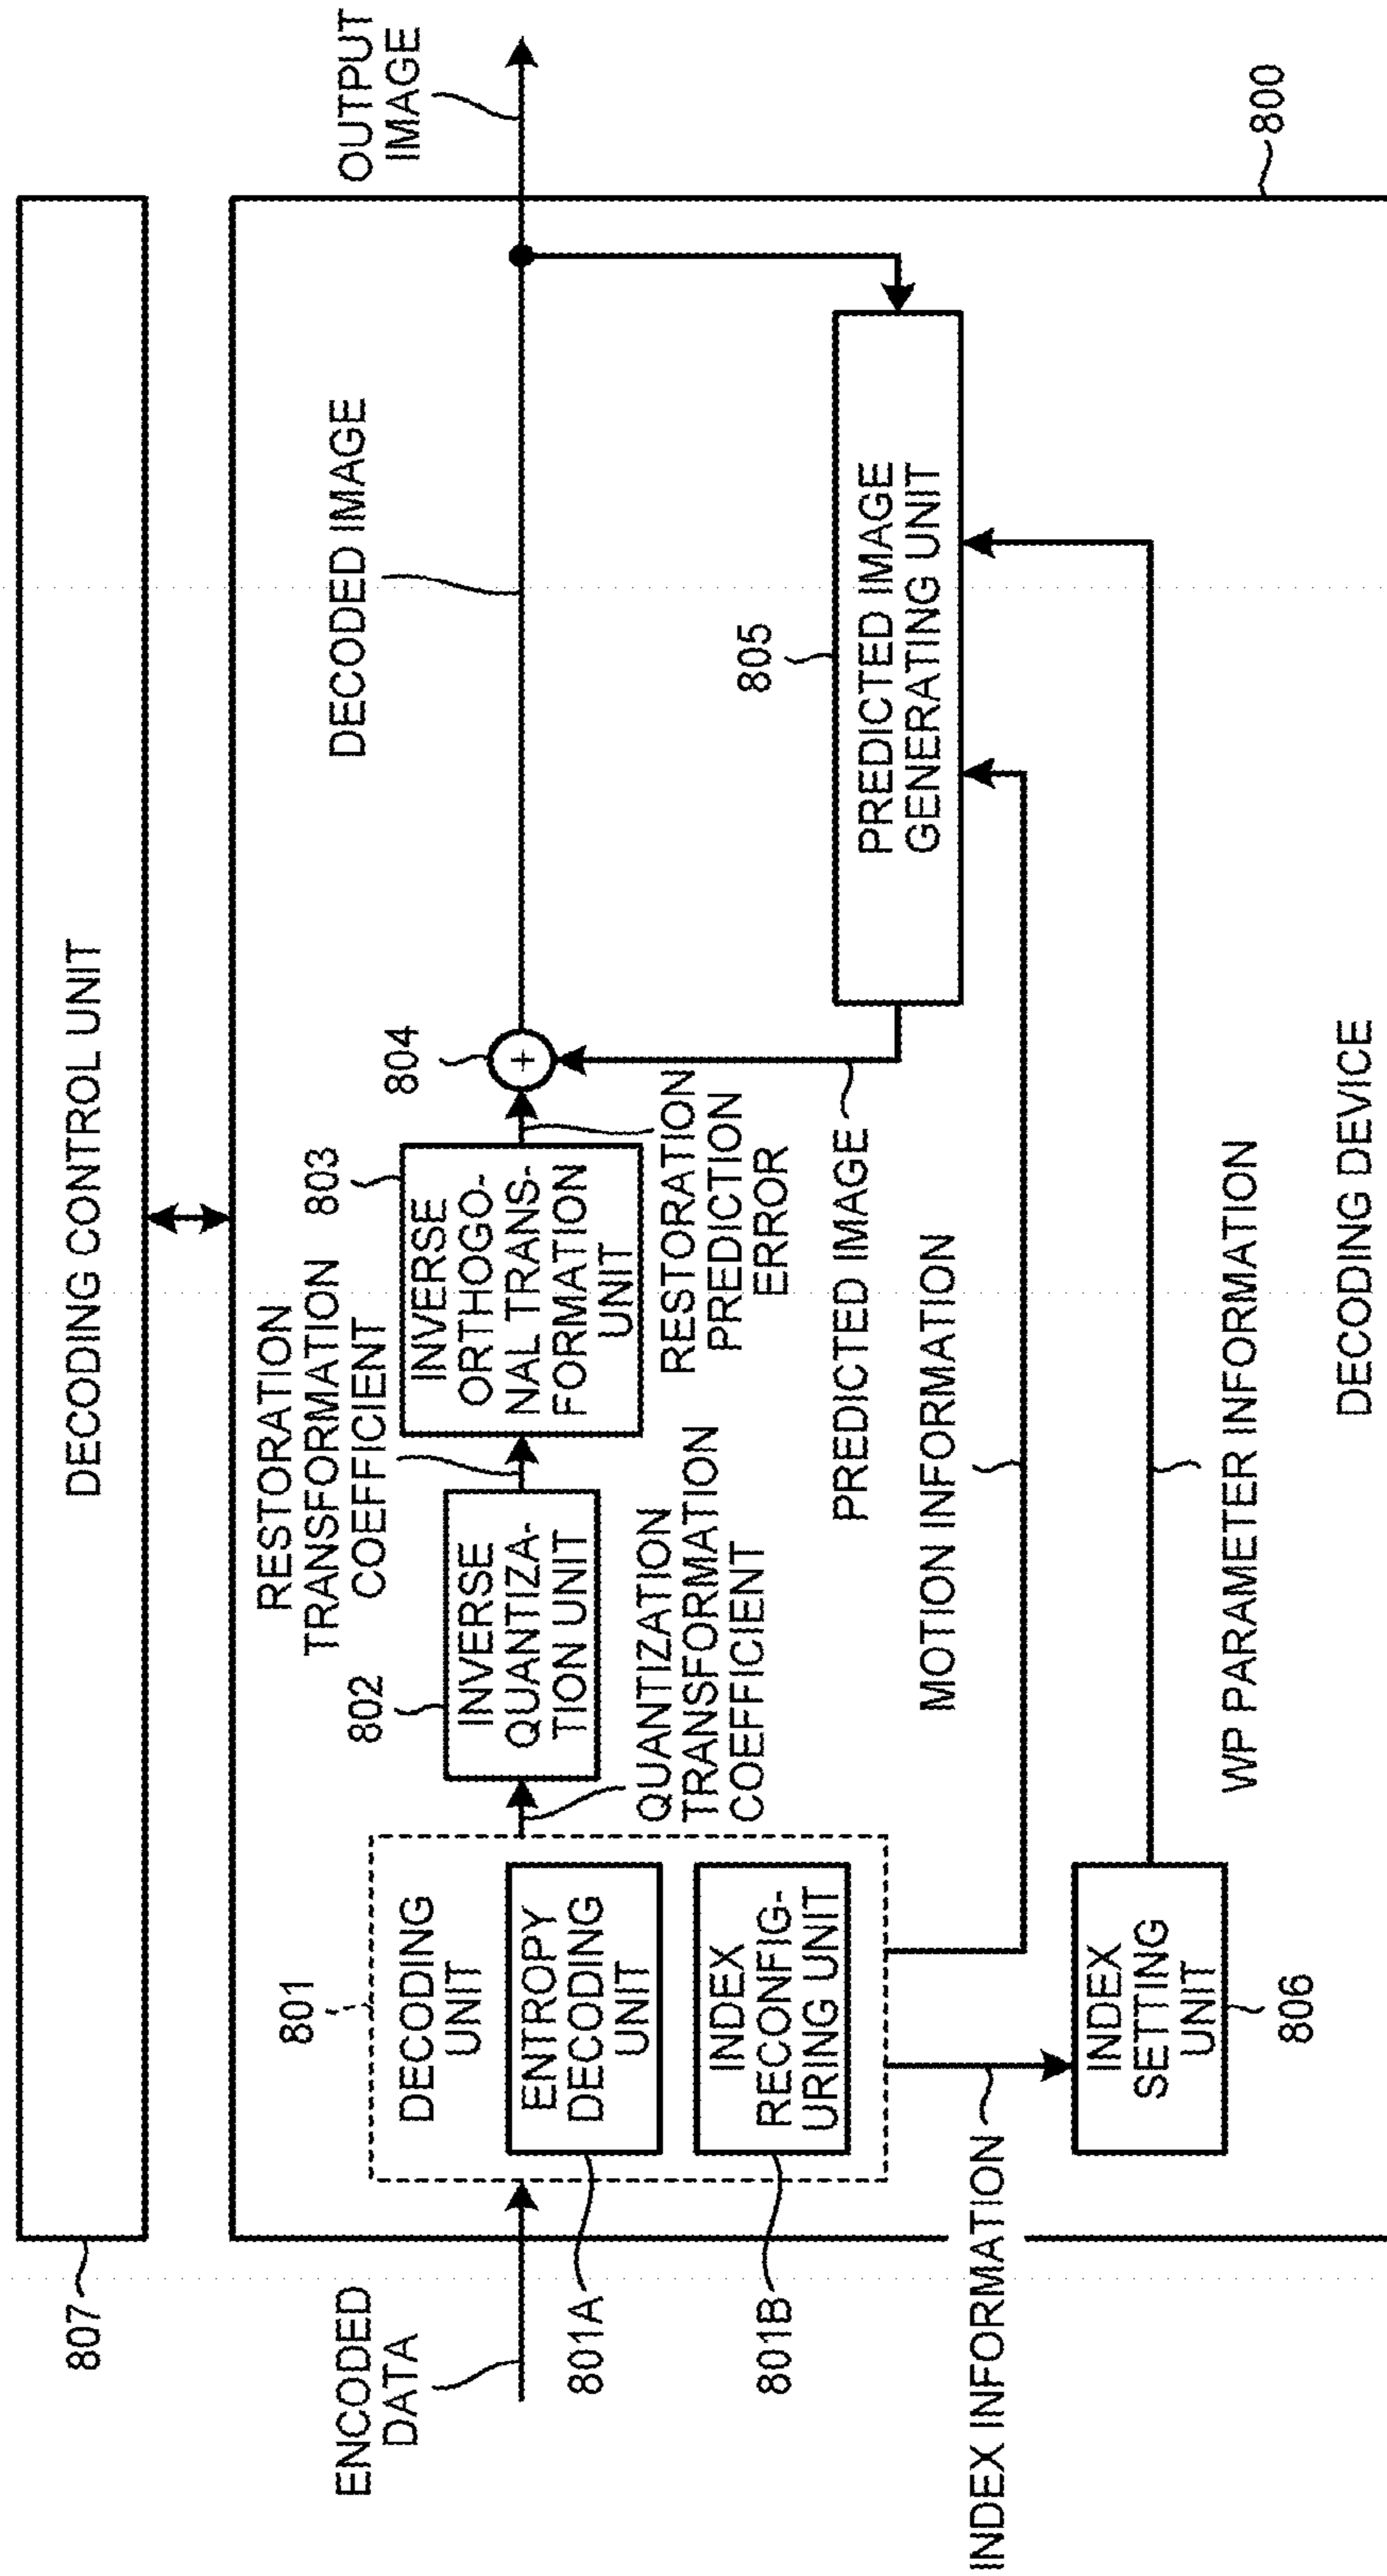 807
DECODING CONTROL UNIT
ENCODED
DATA
801
DECODING
UNIT
ENTROPY
DECODING
UNIT
801A
INDEX
RECONFIG-
URING UNIT
801B
QUANTIZATION
TRANSFORMATION
COEFFICIENT
802
INVERSE
QUANTIZA-
TION UNIT
RESTORATION
TRANSFORMATION
COEFFICIENT
803
INVERSE
ORTHOGO-
NAL TRANS-
FORMATION
UNIT
RESTORATION
PREDICTION
ERROR
804
+
DECODED IMAGE
OUTPUT
IMAGE
805
PREDICTED IMAGE
GENERATING UNIT
PREDICTED IMAGE
MOTION INFORMATION
INDEX INFORMATION
INDEX
SETTING
UNIT
806
WP PARAMETER INFORMATION
DECODING DEVICE
800